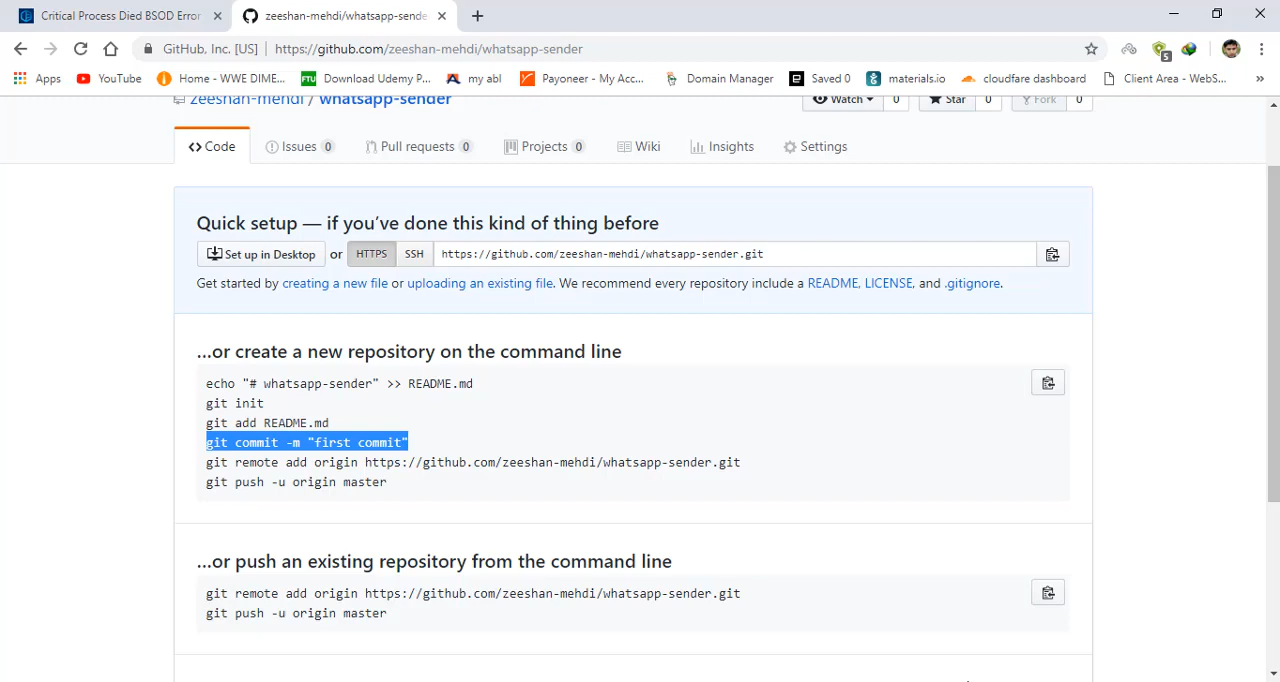 Critical Process Died BSOD Error
zeeshan-mehdi/whatsapp-sende
GitHub, Inc. [US] | https://github.com/zeeshan-mehdi/whatsapp-sender
5
Apps YouTube Home - WWE DIME... FTU Download Udemy P... my abl Payoneer - My Acc... Domain Manager Saved 0 materials.io cloudfare dashboard Client Area - WebS... »
zeeshan-mehdi / whatsapp-sender Watch 0 Star 0 Fork 0
Code Issues 0 Pull requests 0 Projects 0 Wiki Insights Settings
Quick setup — if you've done this kind of thing before
Set up in Desktop or HTTPS SSH https://github.com/zeeshan-mehdi/whatsapp-sender.git
Get started by creating a new file or uploading an existing file. We recommend every repository include a README, LICENSE, and .gitignore.
...or create a new repository on the command line
echo "# whatsapp-sender" >> README.md
git init
git add README.md
git commit -m "first commit"
git remote add origin https://github.com/zeeshan-mehdi/whatsapp-sender.git
git push -u origin master
...or push an existing repository from the command line
git remote add origin https://github.com/zeeshan-mehdi/whatsapp-sender.git
git push -u origin master